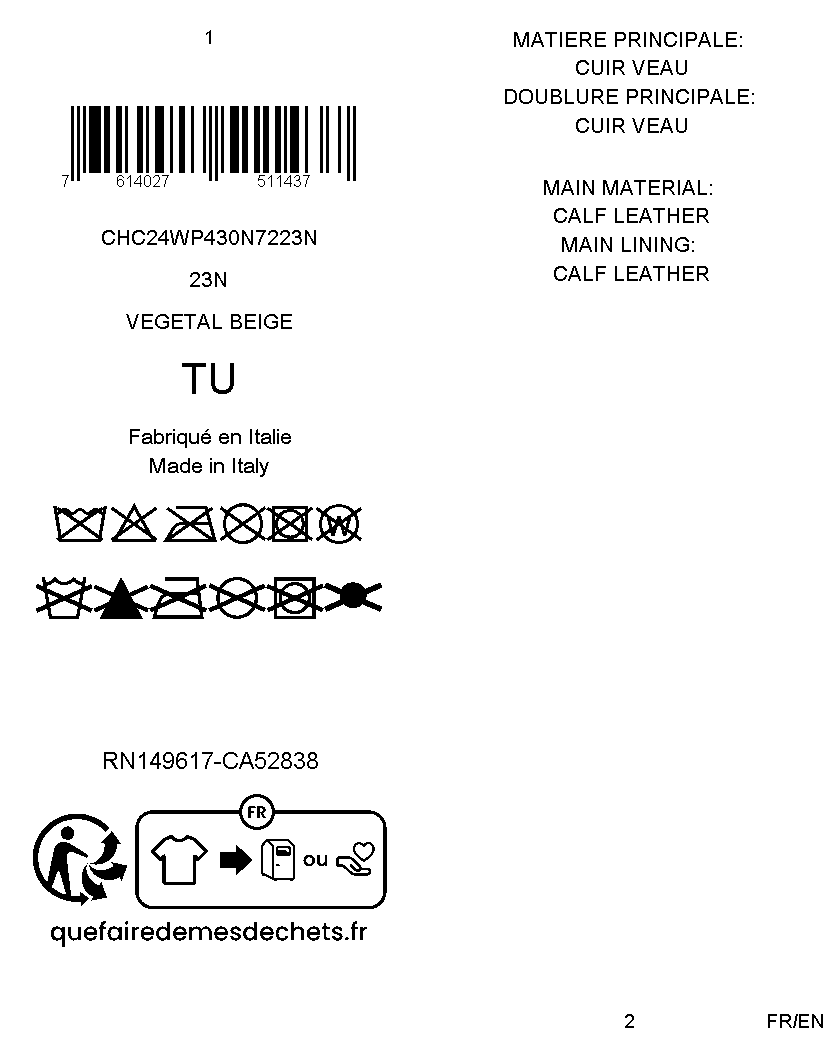 1
7 614027 511437
CHC24WP430N7223N
23N
VEGETAL BEIGE
TU
Fabriqué en Italie
Made in Italy
W
RN149617-CA52838
FR
ou
quefairedemesdechets.fr
MATIERE PRINCIPALE:
CUIR VEAU
DOUBLURE PRINCIPALE:
CUIR VEAU
MAIN MATERIAL:
CALF LEATHER
MAIN LINING:
CALF LEATHER
2
FR/EN